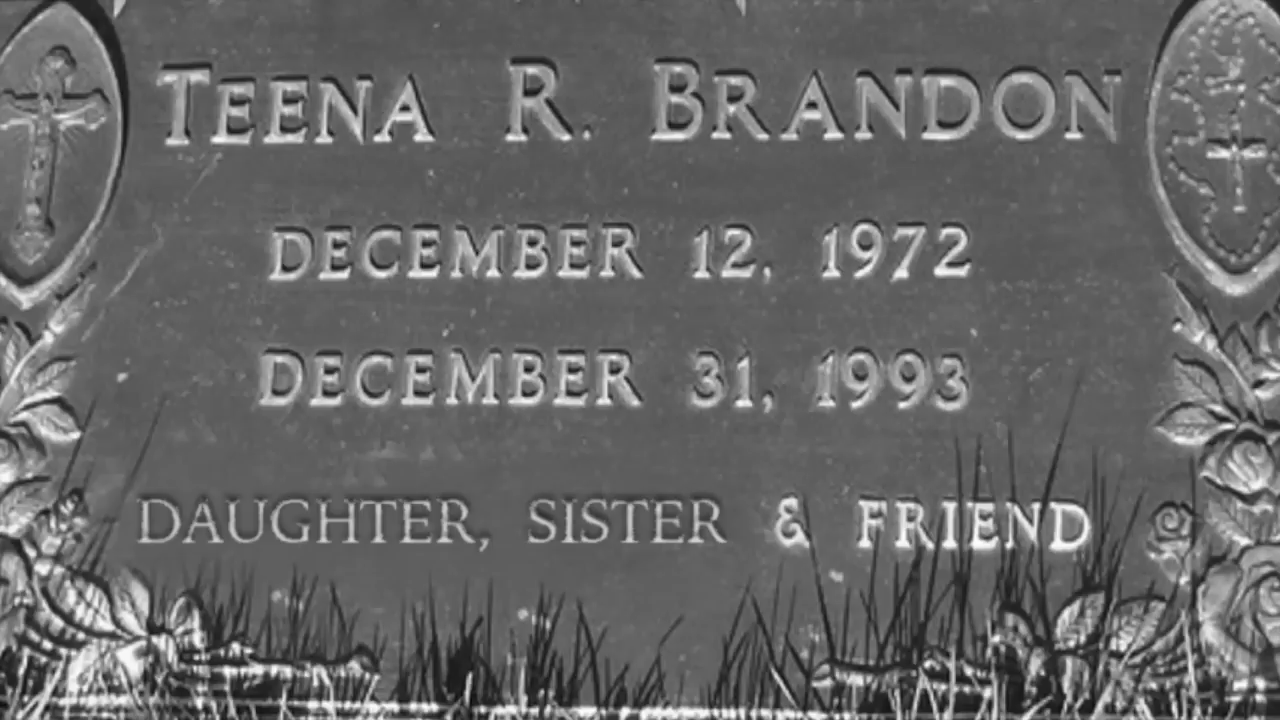 TEENA R. BRANDON
DECEMBER 12, 1972
DECEMBER 31, 1993
DAUGHTER, SISTER & FRIEND